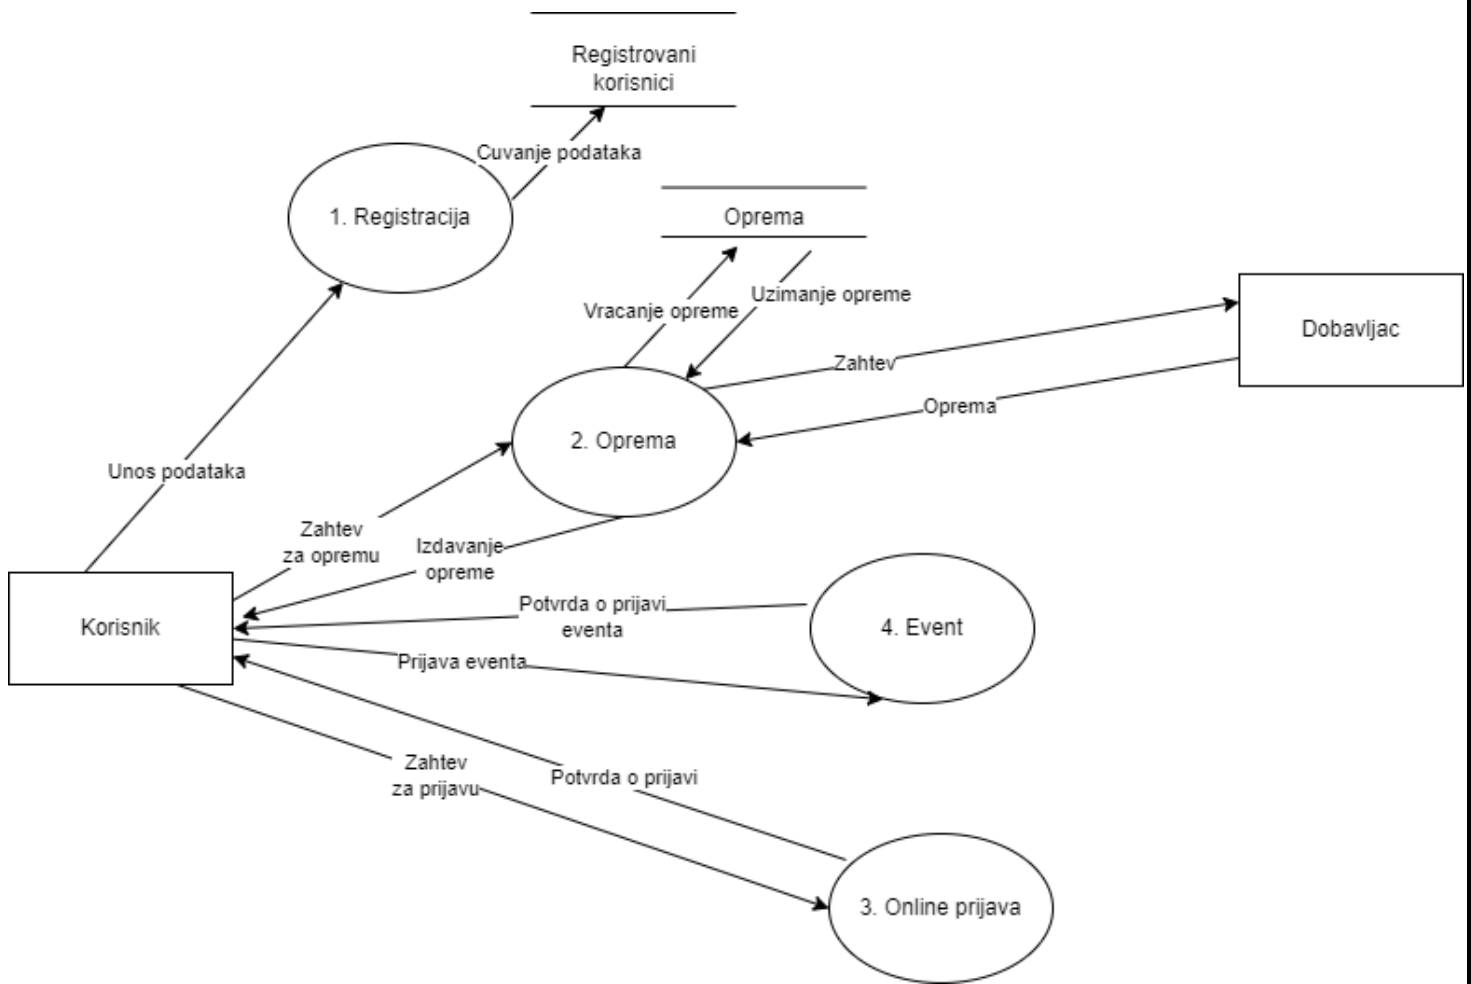 Registrovani
korisnici
Cuvanje podataka
1. Registracija
Oprema
Vracanje opreme
Uzimanje opreme
Dobavljac
Zahtev
Oprema
2. Oprema
Unos podataka
Zahtev
za opremu
Izdavanje
opreme
Korisnik
Potvrda o prijavi
eventa
4. Event
Prijava eventa
Zahtev
za prijavu
Potvrda o prijavi
3. Online prijava